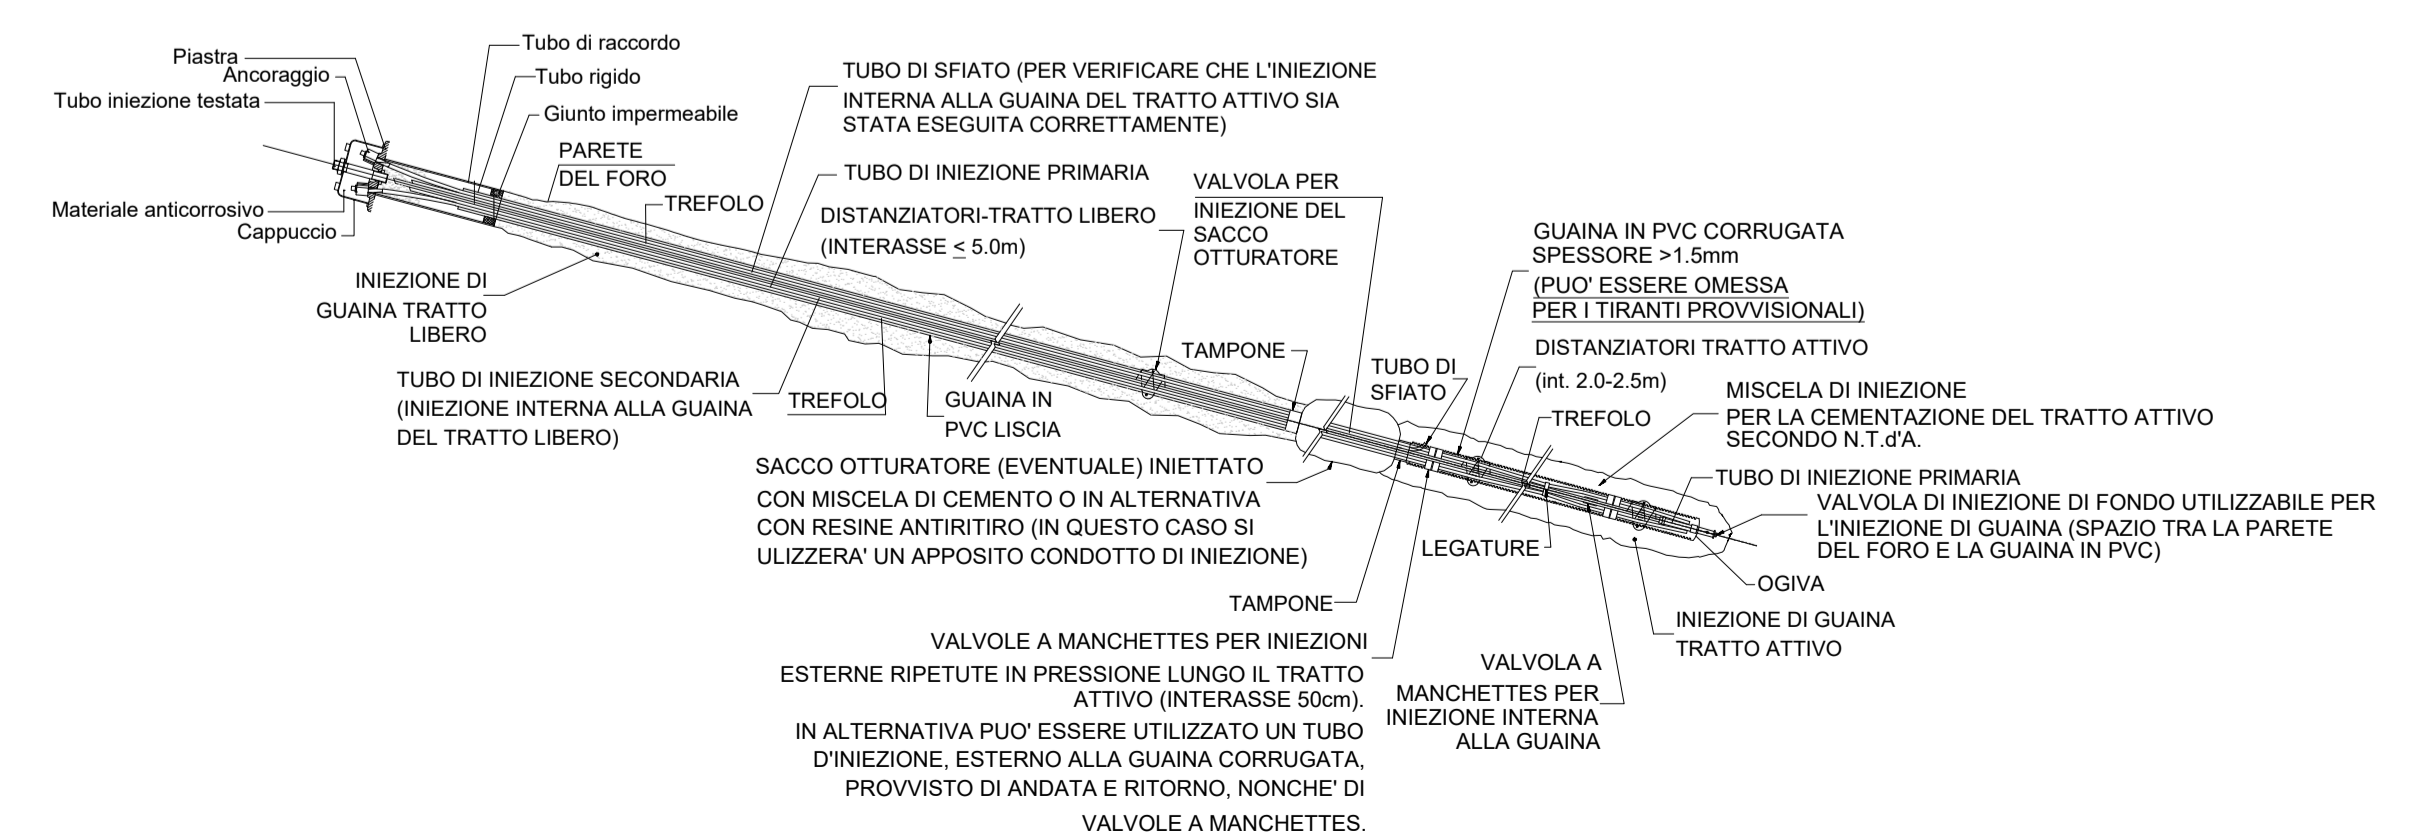 Tubo di raccordo
Piastra
Ancoraggio
Tubo rigido
Tubo iniezione testata
Giunto impermeabile
Materiale anticorrosivo
Cappuccio
PARETE
DEL FORO
TREFOLO
INIEZIONE DI
GUAINA TRATTO
LIBERO
TUBO DI SFIATO (PER VERIFICARE CHE L'INIEZIONE
INTERNA ALLA GUAINA DEL TRATTO ATTIVO SIA
STATA ESEGUITA CORRETTAMENTE)
TUBO DI INIEZIONE PRIMARIA
DISTANZIATORI-TRATTO LIBERO
(INTERASSE ≤ 5.0m)
VALVOLA PER
INIEZIONE DEL
SACCO
OTTURATORE
TUBO DI INIEZIONE SECONDARIA
(INIEZIONE INTERNA ALLA GUAINA
DEL TRATTO LIBERO)
TREFOLO
GUAINA IN
PVC LISCIA
TAMPONE
TUBO DI
SFIATO
GUAINA IN PVC CORRUGATA
SPESSORE >1.5mm
(PUO' ESSERE OMESSA
PER I TIRANTI PROVVISIONALI)
DISTANZIATORI TRATTO ATTIVO
(int. 2.0-2.5m)
TREFOLO
MISCELA DI INIEZIONE
PER LA CEMENTAZIONE DEL TRATTO ATTIVO
SECONDO N.T.d'A.
TUBO DI INIEZIONE PRIMARIA
VALVOLA DI INIEZIONE DI FONDO UTILIZZABILE PER
L'INIEZIONE DI GUAINA (SPAZIO TRA LA PARETE
DEL FORO E LA GUAINA IN PVC)
SACCO OTTURATORE (EVENTUALE) INIETTATO
CON MISCELA DI CEMENTO O IN ALTERNATIVA
CON RESINE ANTIRITIRO (IN QUESTO CASO SI
ULIZZERA' UN APPOSITO CONDOTTO DI INIEZIONE)
LEGATURE
OGIVA
TAMPONE
INIEZIONE DI GUAINA
TRATTO ATTIVO
VALVOLE A MANCHETTES PER INIEZIONI
ESTERNE RIPETUTE IN PRESSIONE LUNGO IL TRATTO
ATTIVO (INTERASSE 50cm).
IN ALTERNATIVA PUO' ESSERE UTILIZZATO UN TUBO
D'INIEZIONE, ESTERNO ALLA GUAINA CORRUGATA,
PROVVISTO DI ANDATA E RITORNO, NONCHE' DI
VALVOLE A MANCHETTES.
VALVOLA A
MANCHETTES PER
INIEZIONE INTERNA
ALLA GUAINA